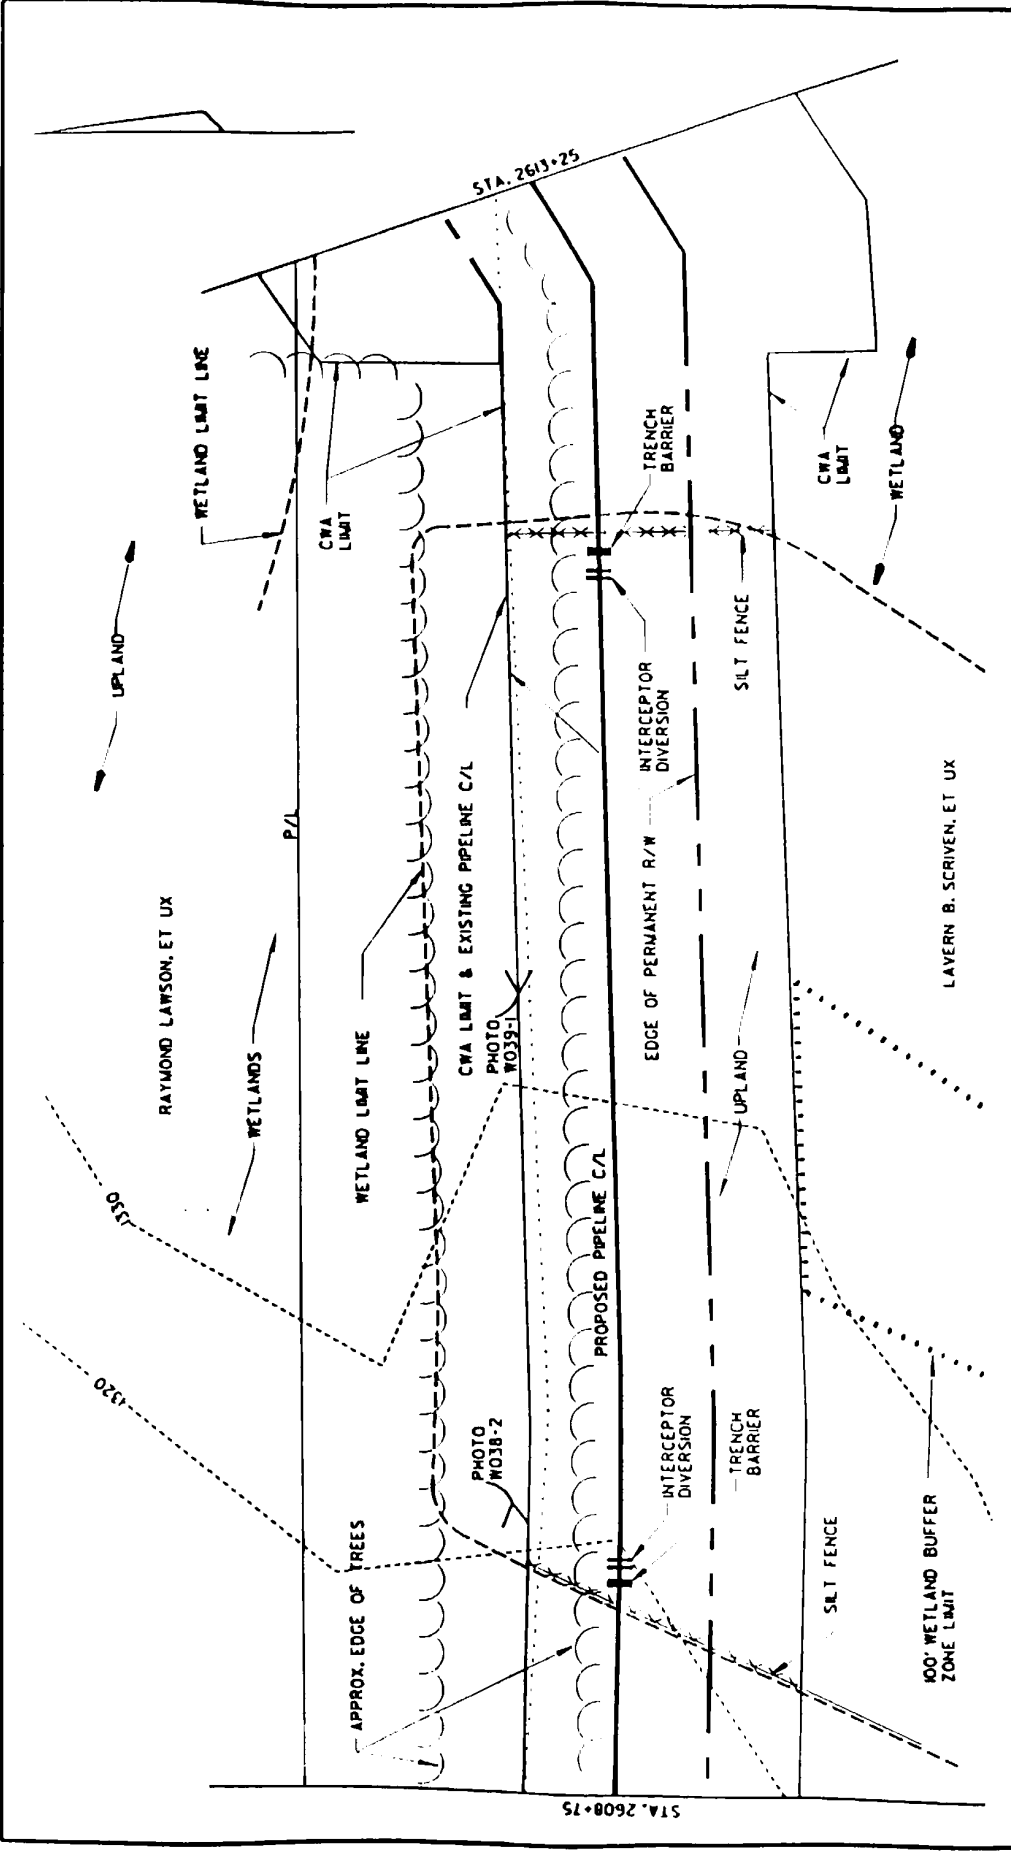 STA. 2613+25
WETLAND LIMIT LINE
UPLAND
CWA
LIMIT
TRENCH
BARRIER
CWA
LIMIT
WETLAND
P/L
RAYMOND LAWSON, ET UX
WETLANDS
WETLAND LIMIT LINE
CWA LIMIT & EXISTING PIPELINE C/L
PHOTO
W039-1
INTERCEPTOR
DIVERSION
SILT FENCE
EDGE OF PERMANENT R/W
UPLAND
LAVERN B. SCRIVEN, ET UX
1330
1320
PROPOSED PIPELINE C/L
PHOTO
W038-2
APPROX. EDGE OF TREES
INTERCEPTOR
DIVERSION
TRENCH
BARRIER
SILT FENCE
100' WETLAND BUFFER
ZONE LIMIT
STA. 2608+75